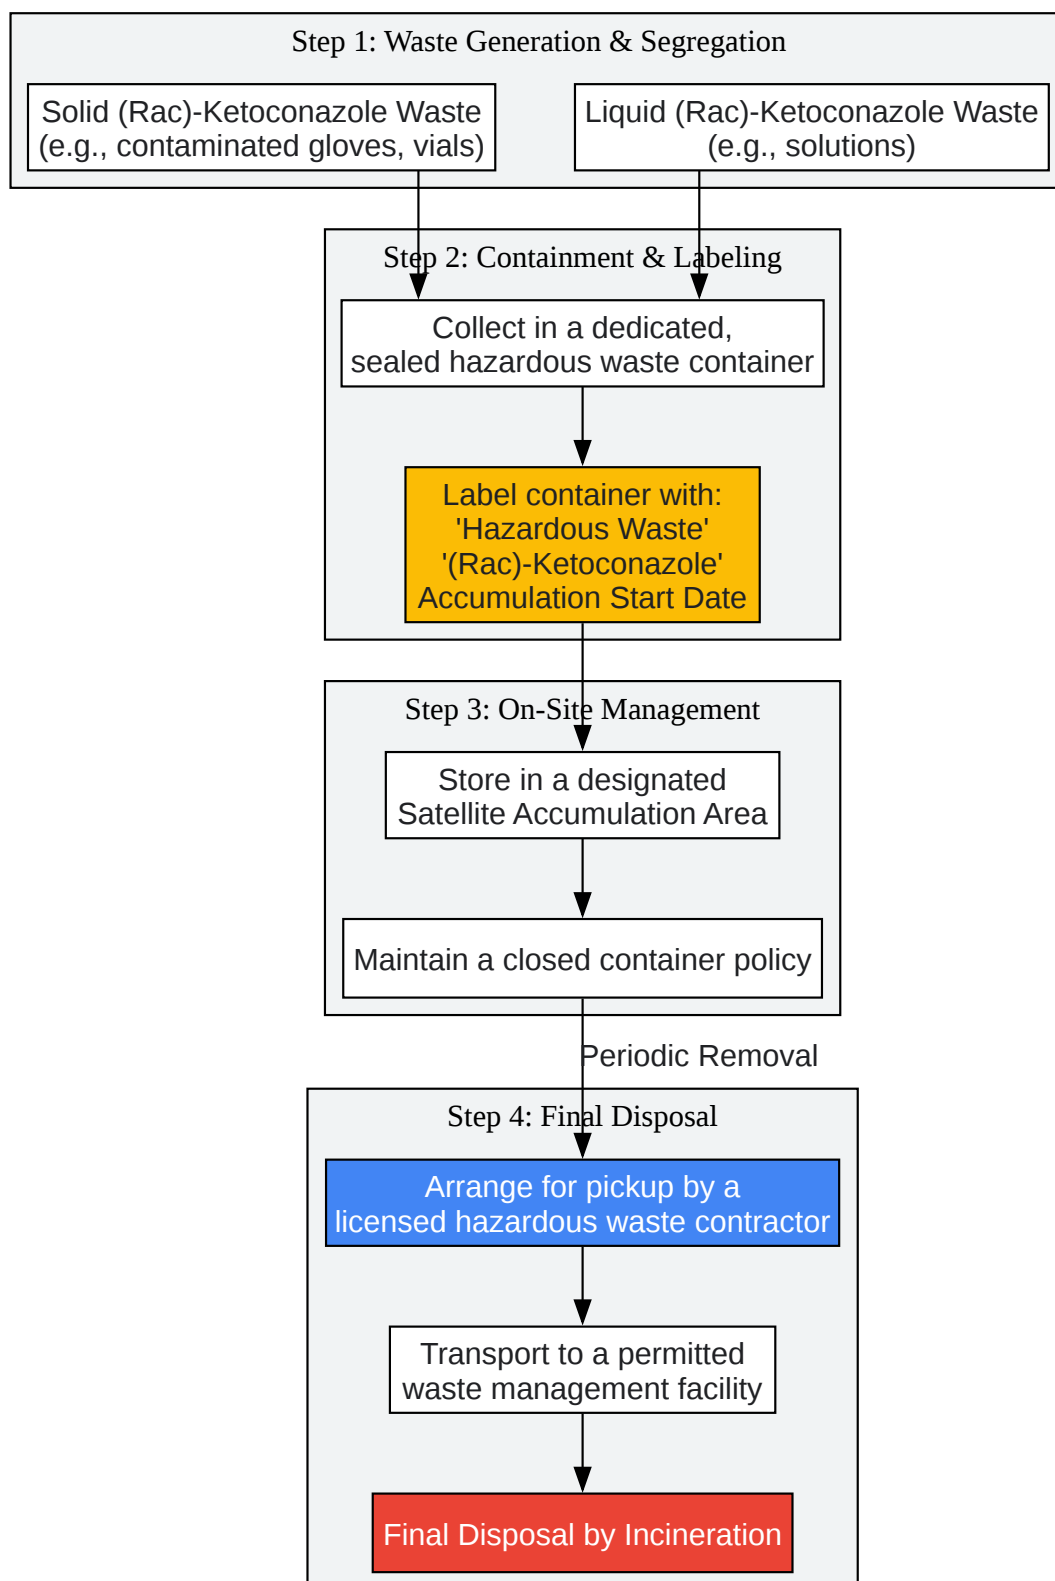 Step 1: Waste Generation & Segregation
Solid (Rac)-Ketoconazole Waste
(e.g., contaminated gloves, vials)
Liquid (Rac)-Ketoconazole Waste
(e.g., solutions)
Step 2: Containment & Labeling
Collect in a dedicated,
sealed hazardous waste container
Label container with:
'Hazardous Waste'
'(Rac)-Ketoconazole'
Accumulation Start Date
Step 3: On-Site Management
Store in a designated
Satellite Accumulation Area
Maintain a closed container policy
Periodic Removal
Step 4: Final Disposal
Arrange for pickup by a
licensed hazardous waste contractor
Transport to a permitted
waste management facility
Final Disposal by Incineration